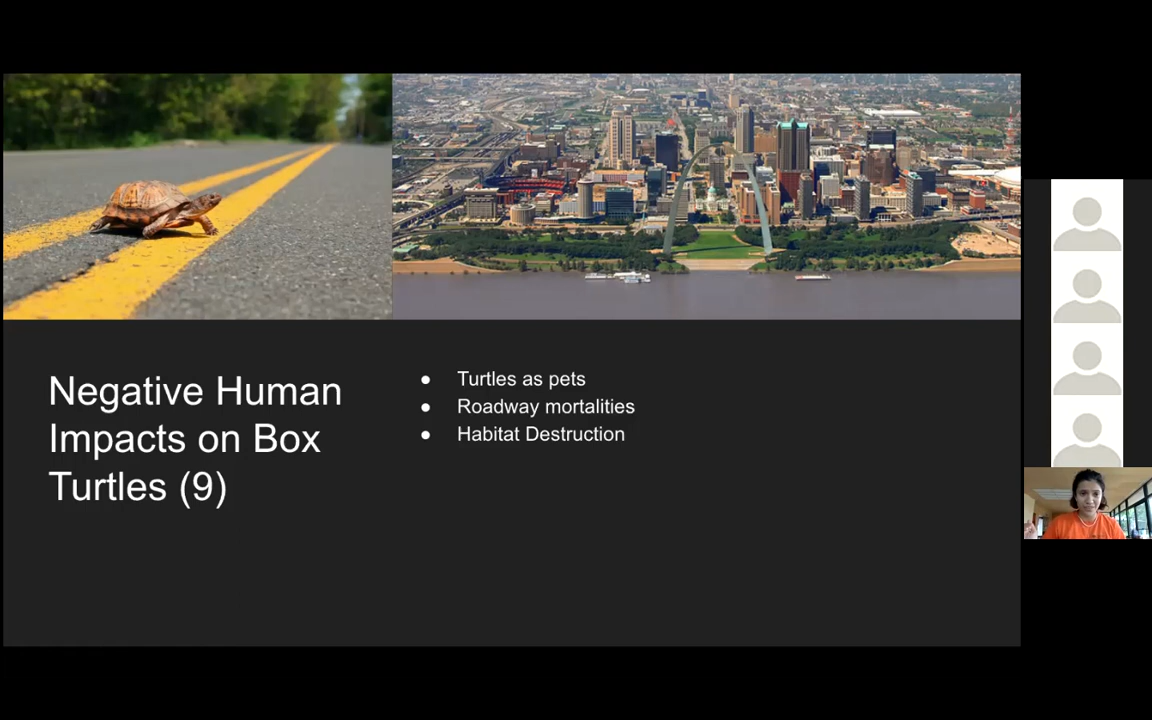 Negative Human
Impacts on Box
Turtles (9)
● Turtles as pets
● Roadway mortalities
● Habitat Destruction